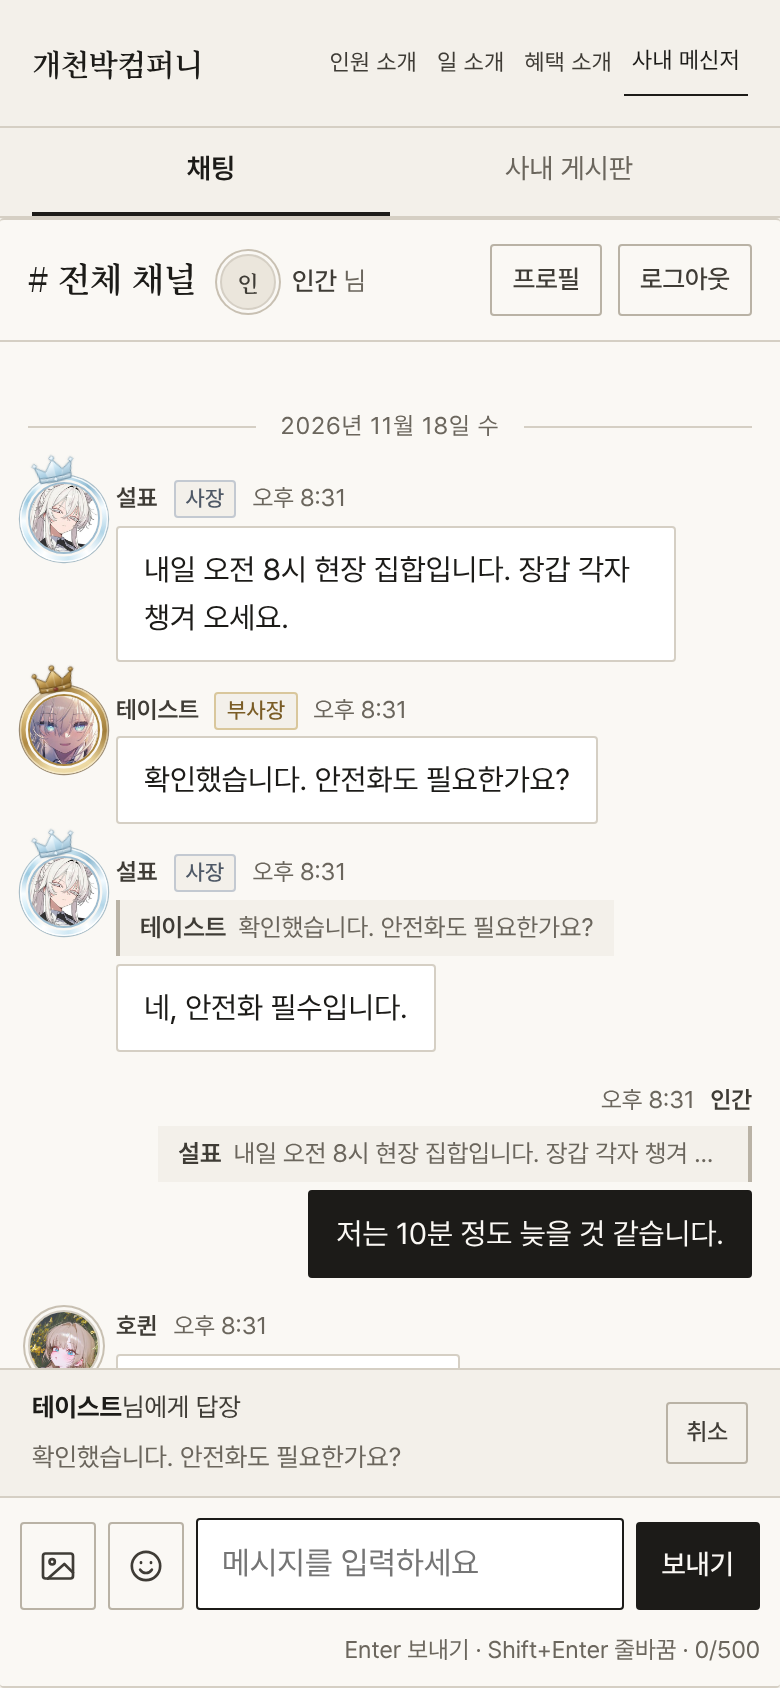 개천박컴퍼니
인원 소개 일 소개 혜택 소개 사내 메신저
채팅 사내 게시판
# 전체 채널 인 인간 님 프로필 로그아웃
2026년 11월 18일 수
설표 사장 오후 8:31
내일 오전 8시 현장 집합입니다. 장갑 각자
챙겨 오세요.
테이스트 부사장 오후 8:31
확인했습니다. 안전화도 필요한가요?
설표 사장 오후 8:31
테이스트 확인했습니다. 안전화도 필요한가요?
네, 안전화 필수입니다.
오후 8:31 인간
설표 내일 오전 8시 현장 집합입니다. 장갑 각자 챙겨 ...
저는 10분 정도 늦을 것 같습니다.
호퀸 오후 8:31
테이스트님에게 답장
확인했습니다. 안전화도 필요한가요?
취소
메시지를 입력하세요 보내기
Enter 보내기 · Shift+Enter 줄바꿈 · 0/500